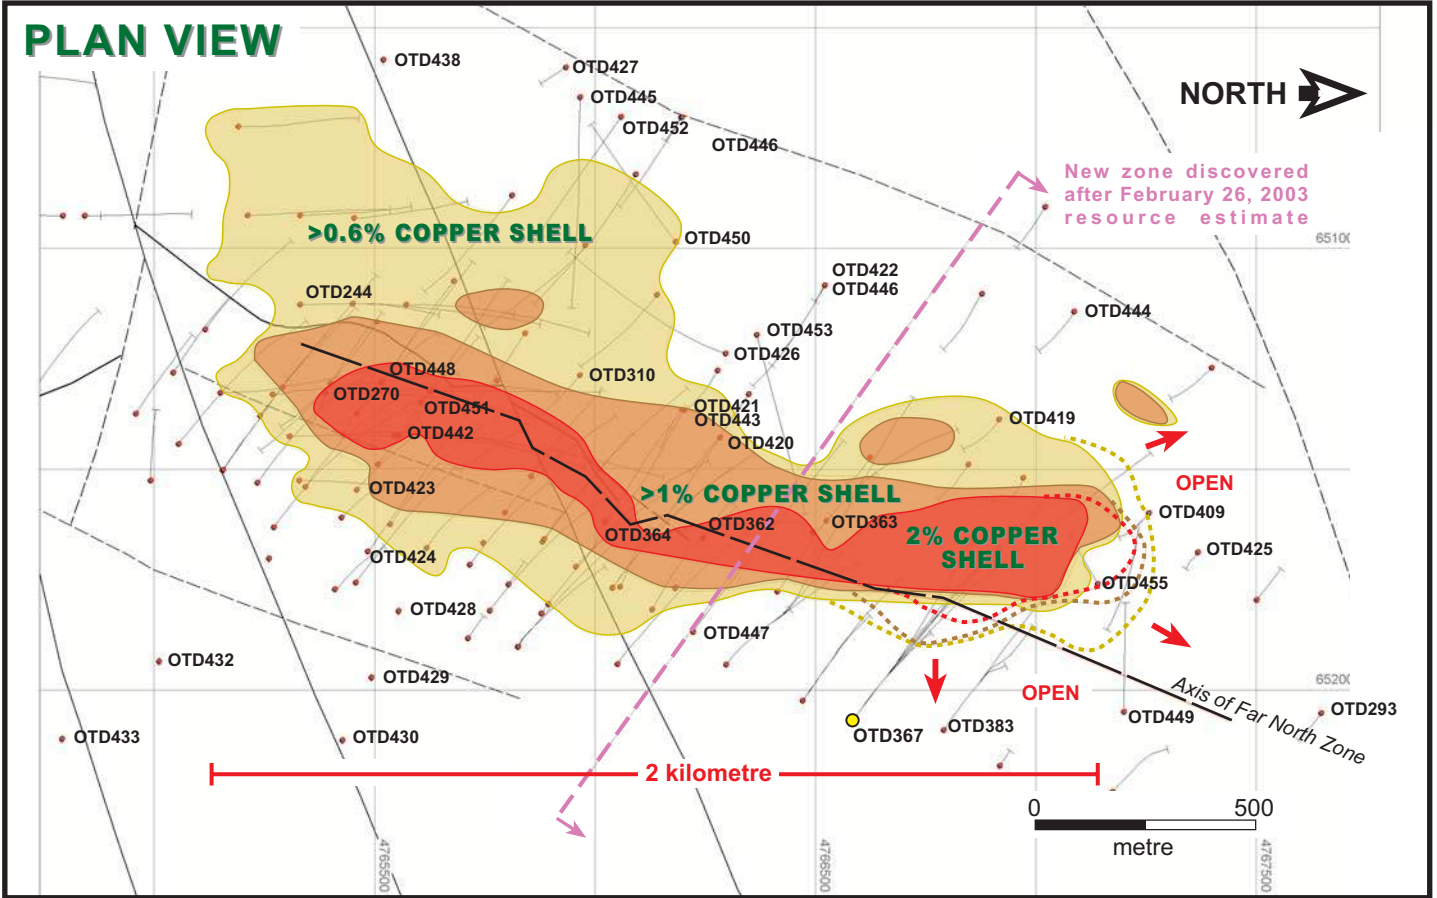 PLAN VIEW
OTD438
OTD427
OTD445
OTD452
OTD446
NORTH
New zone discovered
after February 26, 2003
resource estimate
>0.6% COPPER SHELL
OTD450
65100
OTD422
OTD446
OTD244
OTD444
OTD453
OTD426
OTD448
OTD310
OTD270
OTD451
OTD421
OTD443
OTD419
OTD442
OTD420
OPEN
OTD423
>1% COPPER SHELL
OTD409
OTD362
OTD363
OTD364
2% COPPER
SHELL
OTD425
OTD424
OTD455
OTD428
OTD447
OTD432
OTD429
65200
OPEN
Axis of Far North Zone
OTD293
OTD449
OTD383
OTD367
OTD433
OTD430
2 kilometre
0 500
metre
4765500
4766500
4767500